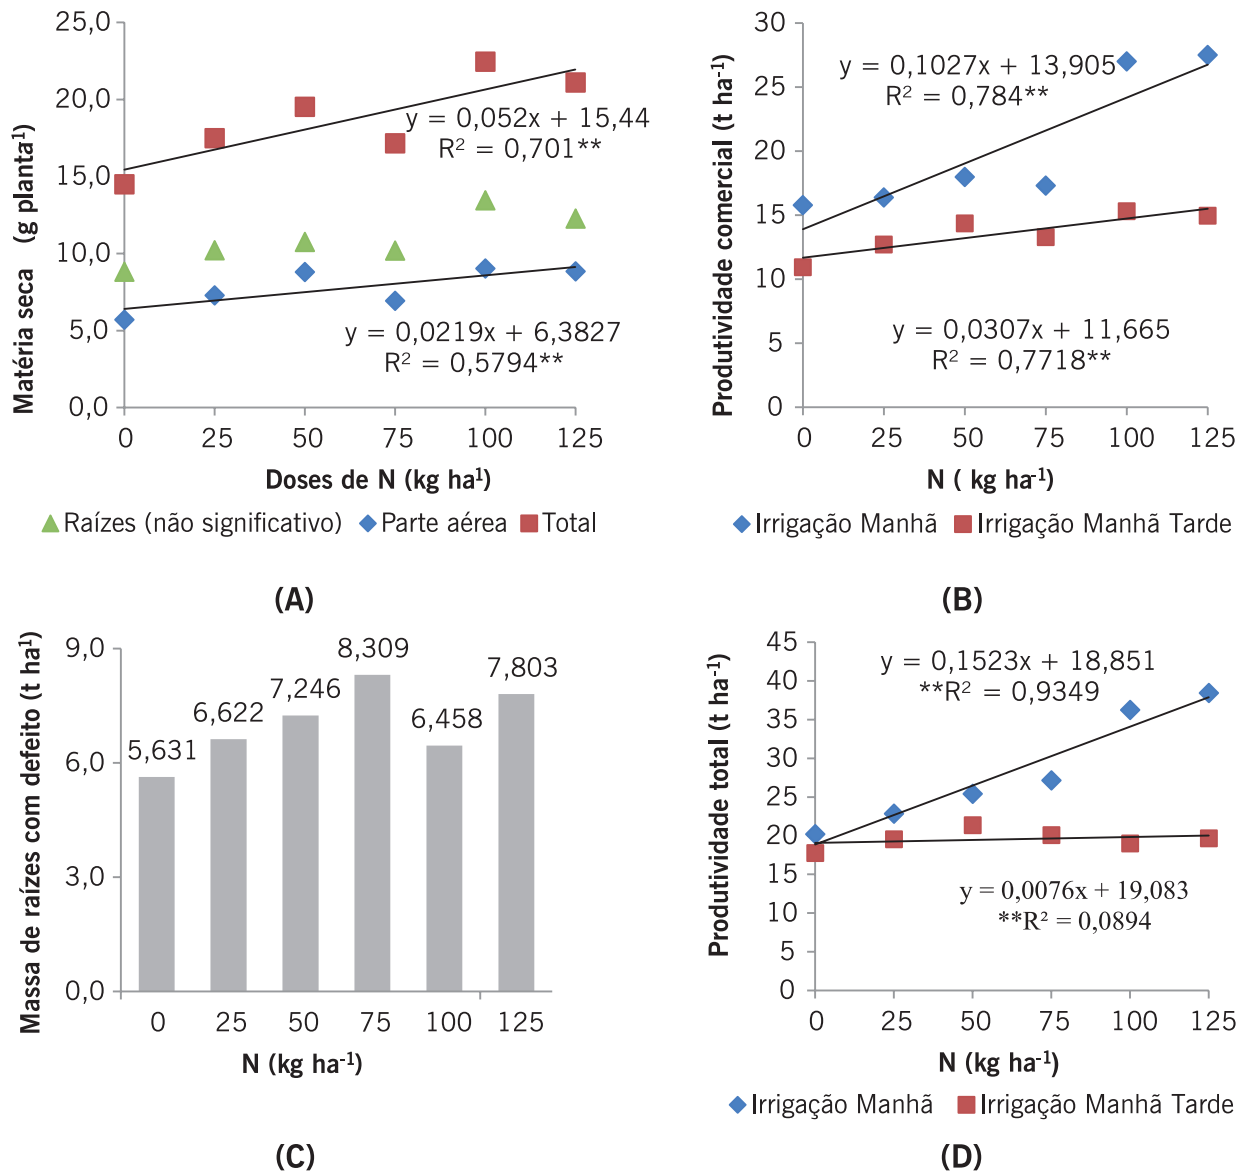 25,0
20,0
15,0
10,0
5,0
0,0
Matéria seca (g planta¹)
y = 0,052x + 15,44
R² = 0,701**
y = 0,0219x + 6,3827
R² = 0,5794**
0 25 50 75 100 125
Doses de N (kg ha¹)
Raízes (não significativo) Parte aérea Total
(A)
30
25
20
15
10
5
0
Produtividade comercial (t ha⁻¹)
y = 0,1027x + 13,905
R² = 0,784**
y = 0,0307x + 11,665
R² = 0,7718**
0 25 50 75 100 125
N ( kg ha⁻¹)
Irrigação Manhã Irrigação Manhã Tarde
(B)
9,0
6,0
3,0
0,0
Massa de raízes com defeito (t ha¹)
5,631 6,622 7,246 8,309 6,458 7,803
0 25 50 75 100 125
N (kg ha⁻¹)
(C)
45
40
35
30
25
20
15
10
5
0
Produtividade total (t ha⁻¹)
y = 0,1523x + 18,851
**R² = 0,9349
y = 0,0076x + 19,083
**R² = 0,0894
0 25 50 75 100 125
N (kg ha⁻¹)
Irrigação Manhã Irrigação Manhã Tarde
(D)